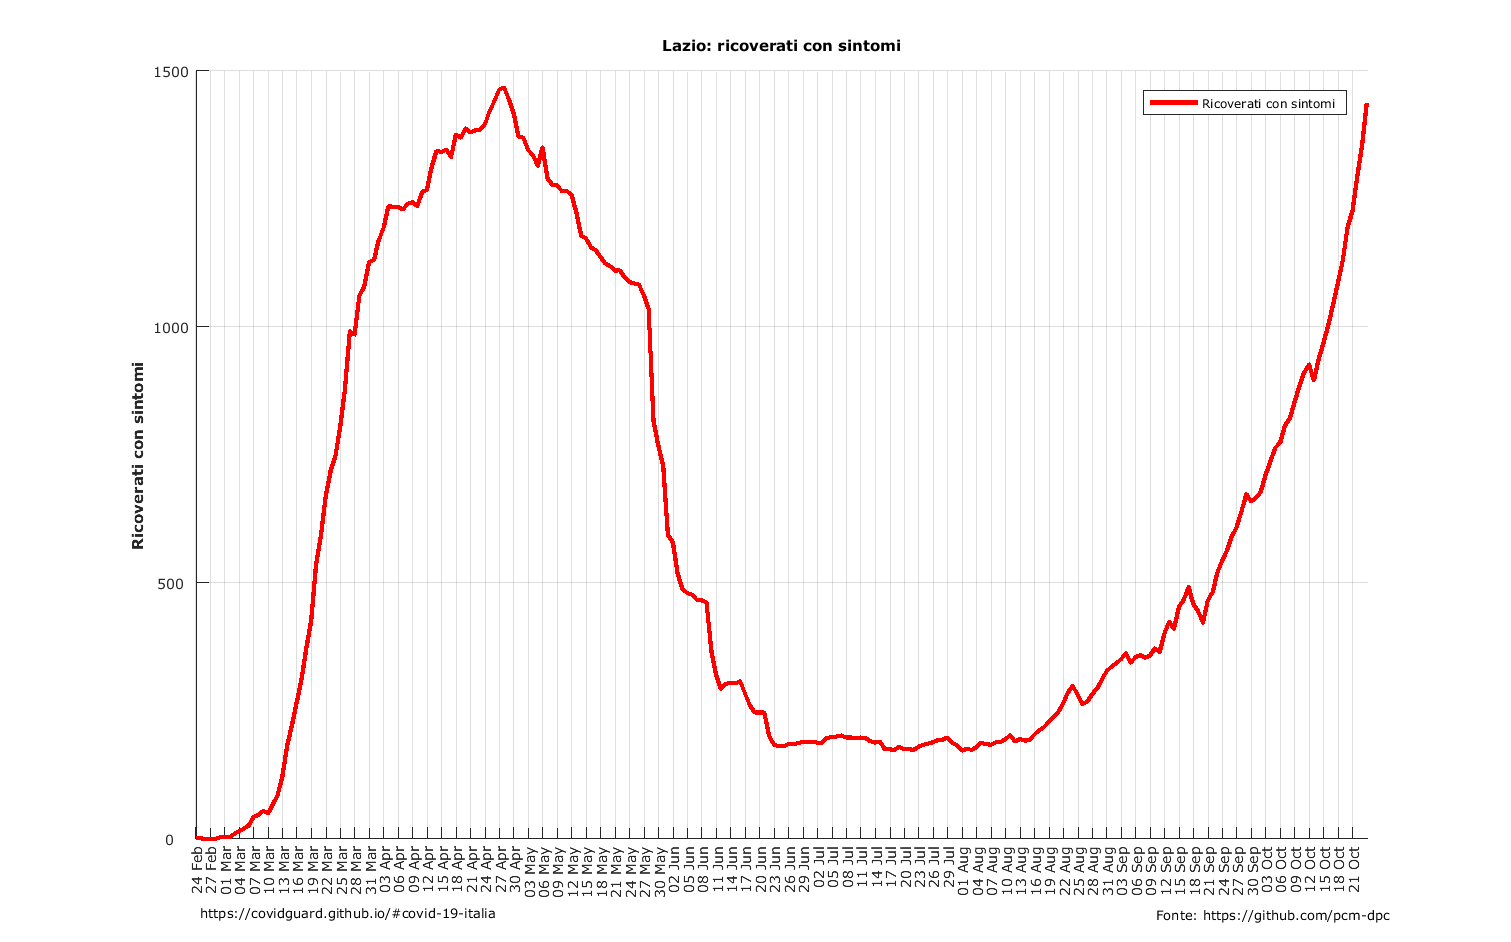 Lazio: ricoverati con sintomi
Ricoverati con sintomi
Ricoverati con sintomi
1500
1000
500
0
24 Feb
27 Feb
01 Mar
04 Mar
07 Mar
10 Mar
13 Mar
16 Mar
19 Mar
22 Mar
25 Mar
28 Mar
31 Mar
03 Apr
06 Apr
09 Apr
12 Apr
15 Apr
18 Apr
21 Apr
24 Apr
27 Apr
30 Apr
03 May
06 May
09 May
12 May
15 May
18 May
21 May
24 May
27 May
30 May
02 Jun
05 Jun
08 Jun
11 Jun
14 Jun
17 Jun
20 Jun
23 Jun
26 Jun
29 Jun
02 Jul
05 Jul
08 Jul
11 Jul
14 Jul
17 Jul
20 Jul
23 Jul
26 Jul
29 Jul
01 Aug
04 Aug
07 Aug
10 Aug
13 Aug
16 Aug
19 Aug
22 Aug
25 Aug
28 Aug
31 Aug
03 Sep
06 Sep
09 Sep
12 Sep
15 Sep
18 Sep
21 Sep
24 Sep
27 Sep
30 Sep
03 Oct
06 Oct
09 Oct
12 Oct
15 Oct
18 Oct
21 Oct
https://covidguard.github.io/#covid-19-italia
Fonte: https://github.com/pcm-dpc